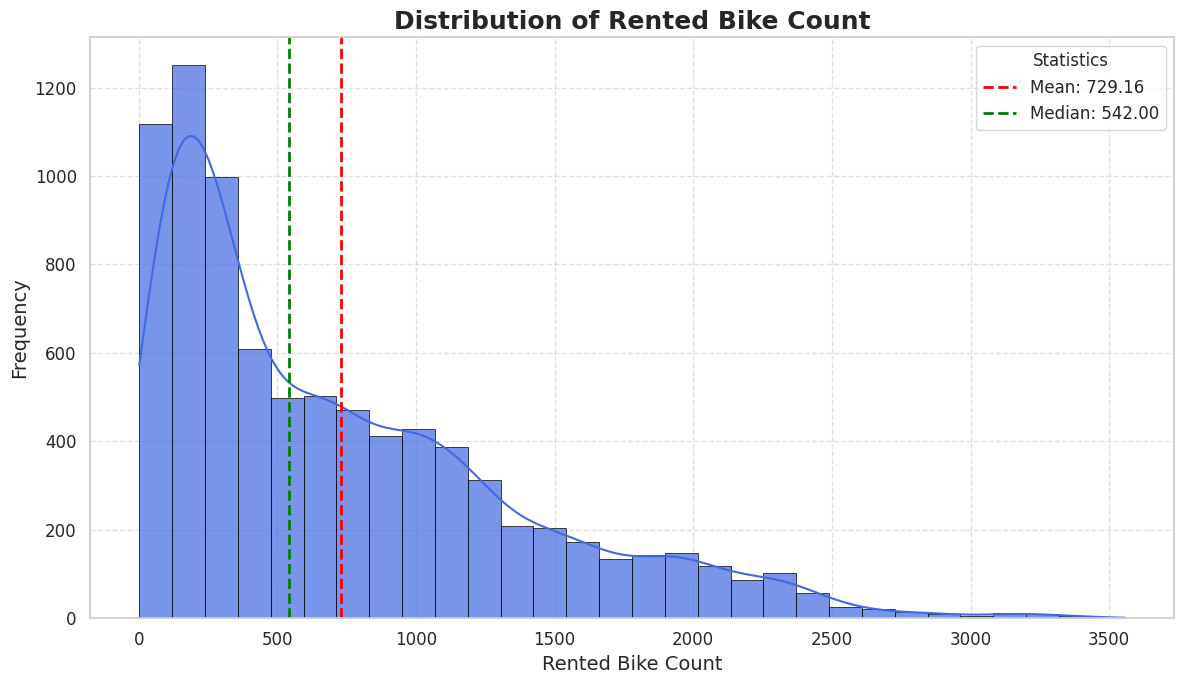 Distribution of Rented Bike Count
Statistics
Mean: 729.16
Median: 542.00
1200
1000
800
600
400
200
0
Frequency
0 500 1000 1500 2000 2500 3000 3500
Rented Bike Count